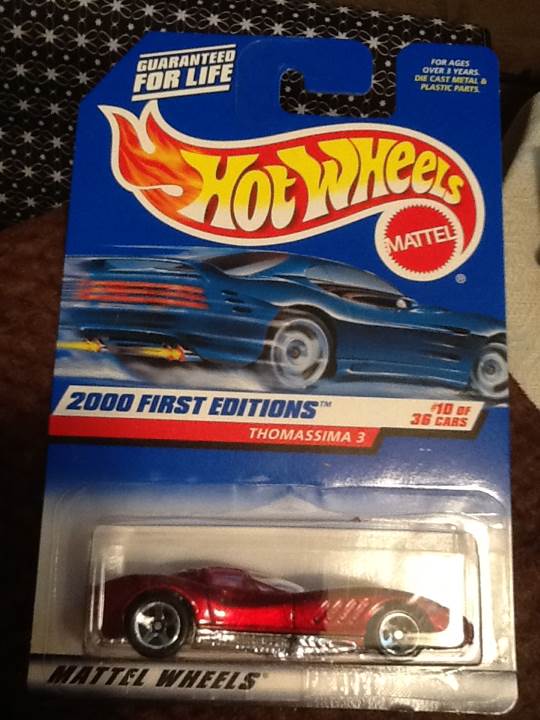 GUARANTEED
FOR LIFE
FOR AGES
OVER 3 YEARS.
DIE CAST METAL &
PLASTIC PARTS.
HOT WHEELS
MATTEL
®
2000 FIRST EDITIONS™
#10 OF
36 CARS
THOMASSIMA 3
MATTEL WHEELS®